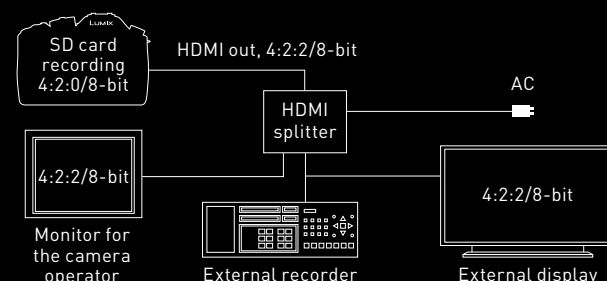 LUMIX
SD card
recording
4:2:0/8-bit
HDMI out, 4:2:2/8-bit
AC
HDMI
splitter
4:2:2/8-bit
4:2:2/8-bit
Monitor for
the camera
operator
External recorder
External display